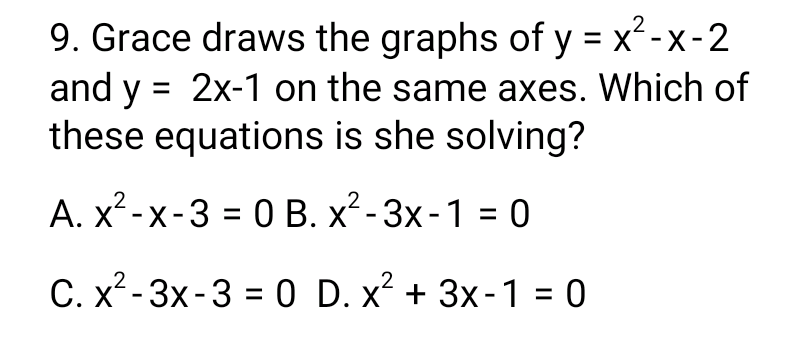 9. Grace draws the graphs of y = x² - x - 2
and y = 2x-1 on the same axes. Which of
these equations is she solving?
A. x² - x - 3 = 0 B. x² - 3x - 1 = 0
C. x² - 3x - 3 = 0 D. x² + 3x - 1 = 0